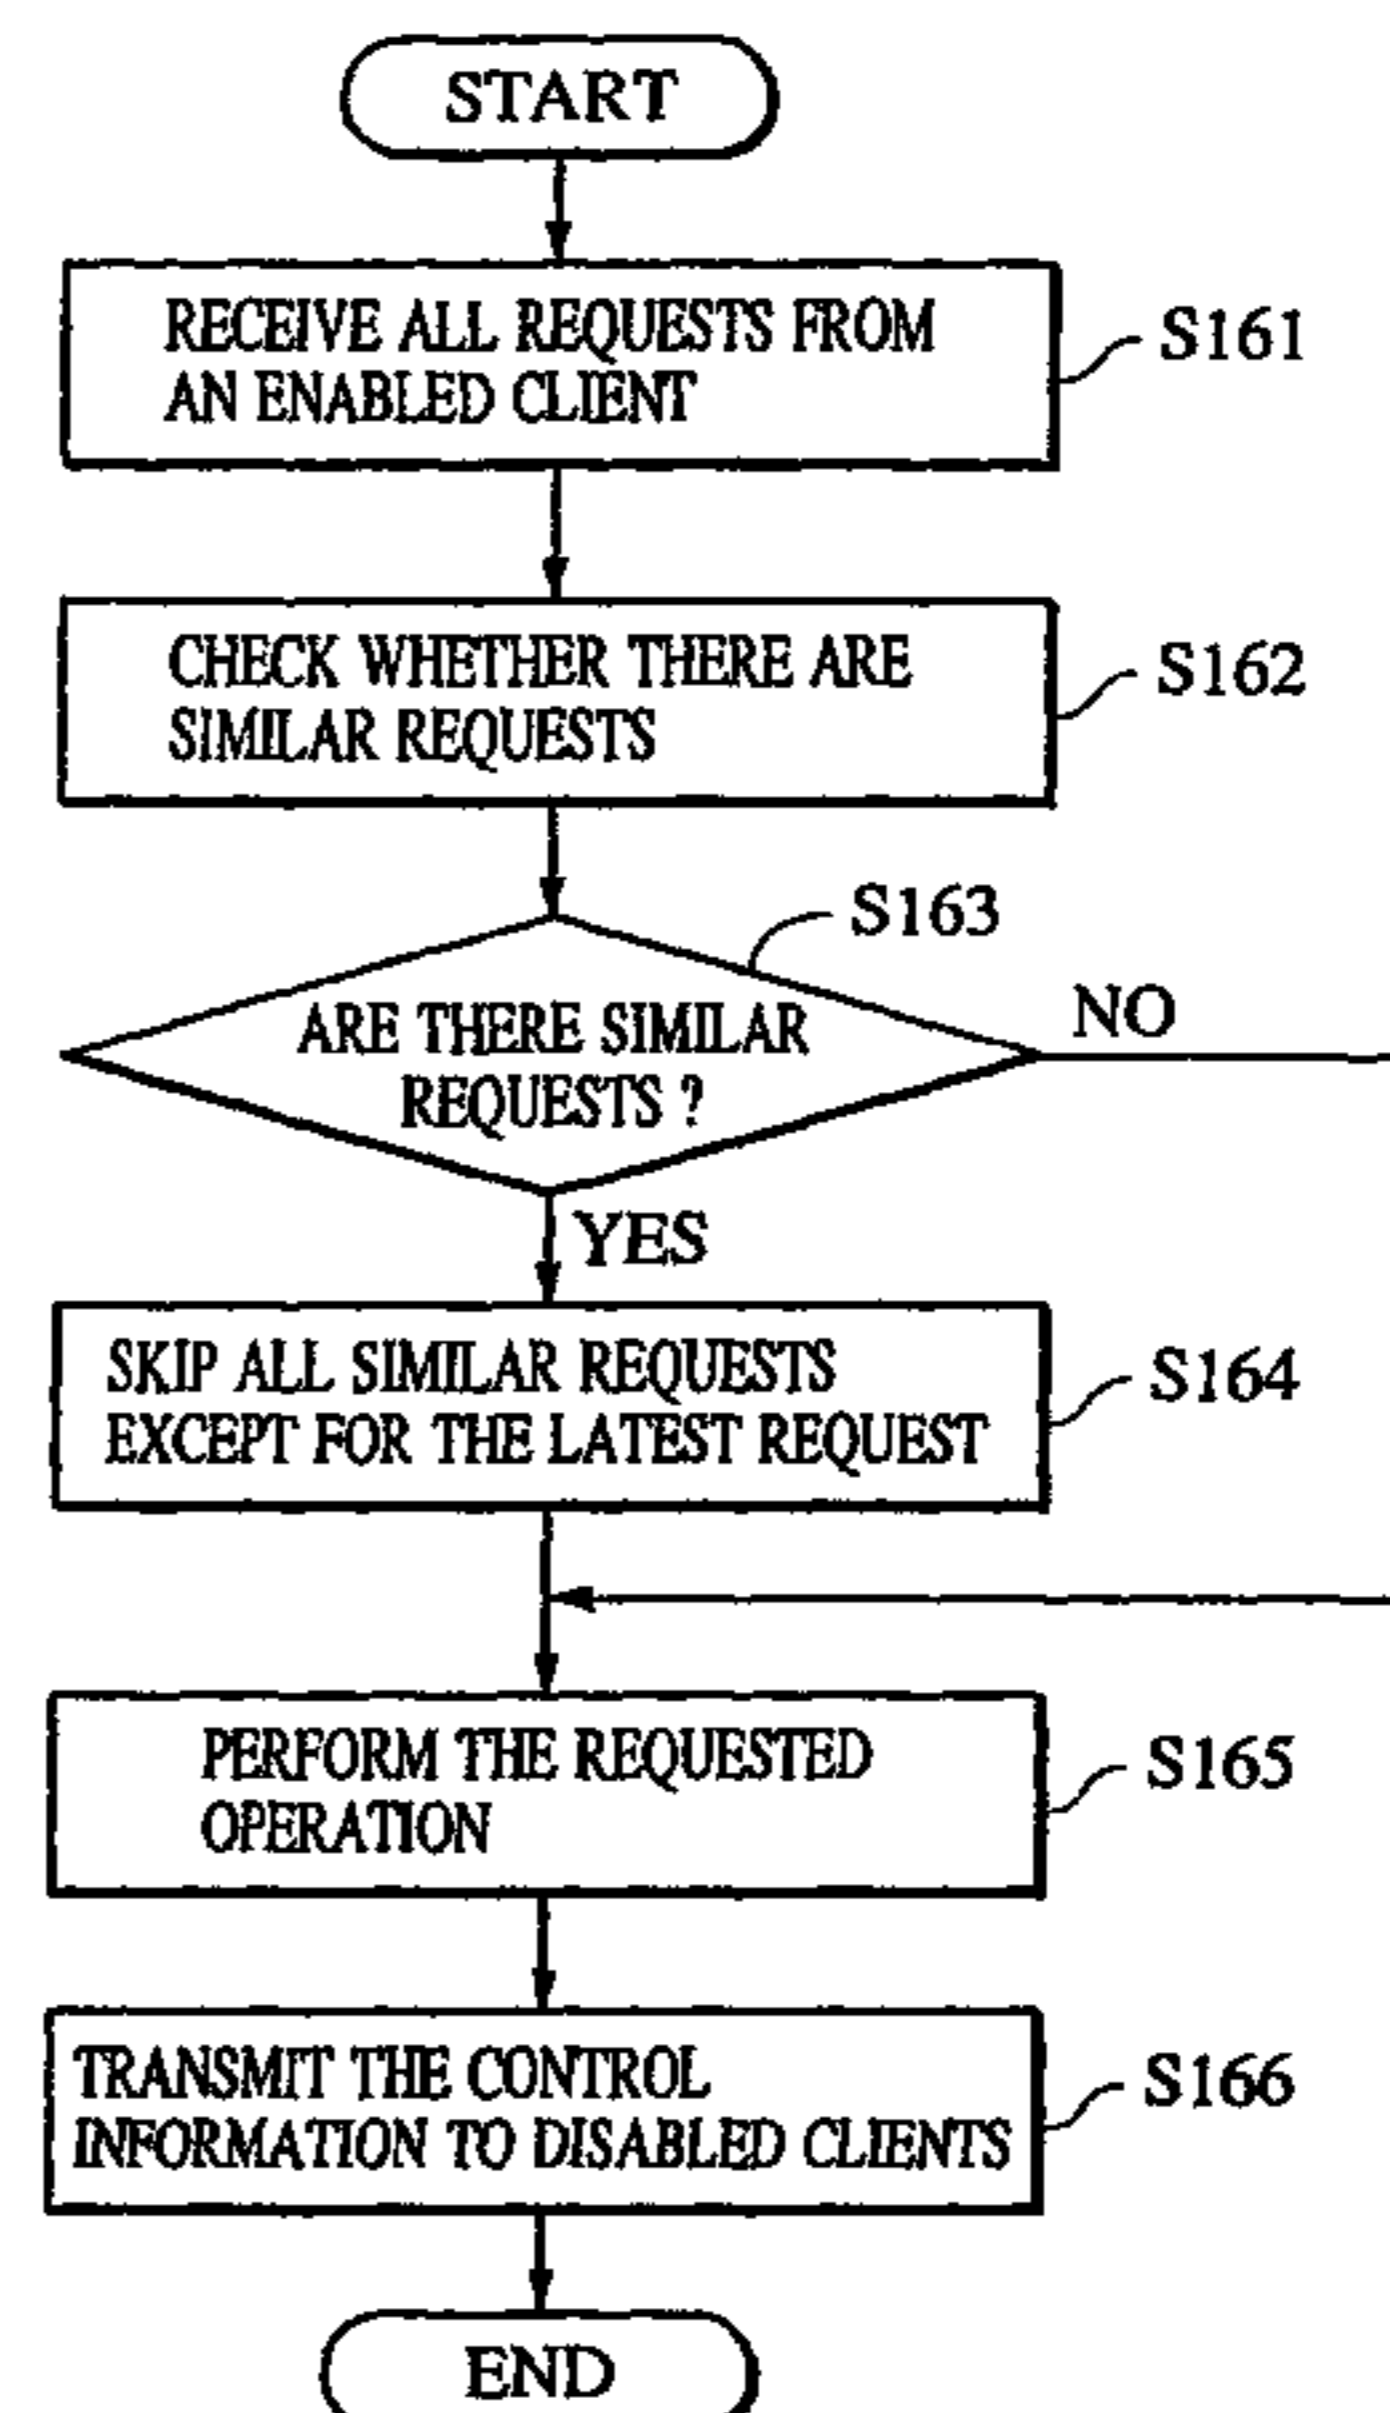 START
RECEIVE ALL REQUESTS FROM
AN ENABLED CLIENT
S161
CHECK WHETHER THERE ARE
SIMILAR REQUESTS
S162
S163
ARE THERE SIMILAR
REQUESTS ?
NO
YES
SKIP ALL SIMILAR REQUESTS
EXCEPT FOR THE LATEST REQUEST
S164
PERFORM THE REQUESTED
OPERATION
S165
TRANSMIT THE CONTROL
INFORMATION TO DISABLED CLIENTS
S166
END